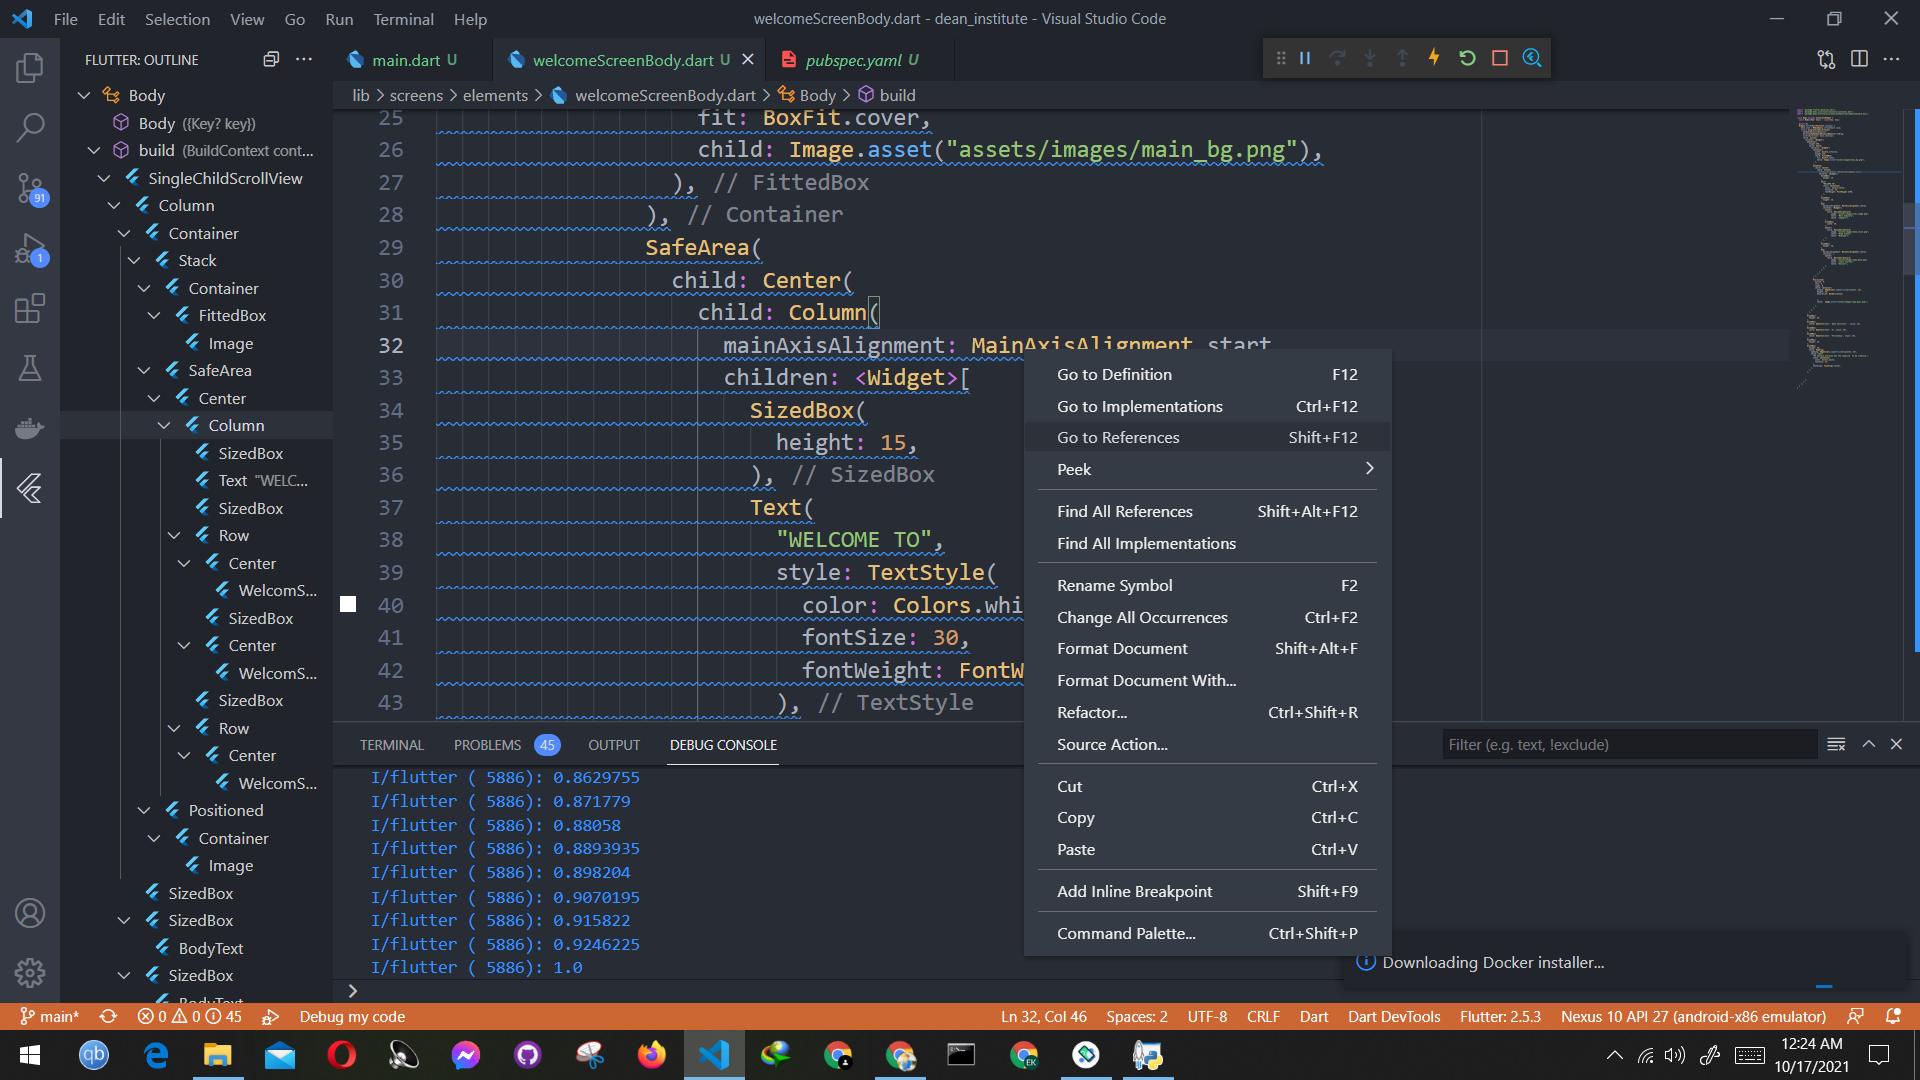 File Edit Selection View Go Run Terminal Help
welcomeScreenBody.dart - dean_institute - Visual Studio Code
FLUTTER: OUTLINE
main.dart U
welcomeScreenBody.dart U
pubspec.yaml U
lib > screens > elements > welcomeScreenBody.dart > Body > build
Body
Body ({Key? key})
build (BuildContext cont...
SingleChildScrollView
Column
Container
Stack
Container
FittedBox
Image
SafeArea
Center
Column
SizedBox
Text "WELC...
SizedBox
Row
Center
WelcomS...
SizedBox
Center
WelcomS...
SizedBox
Row
Center
WelcomS...
Positioned
Container
Image
SizedBox
SizedBox
BodyText
SizedBox
BodyText
91
1
25 fit: BoxFit.cover,
26 child: Image.asset("assets/images/main_bg.png"),
27 ), // FittedBox
28 ), // Container
29 SafeArea(
30 child: Center(
31 child: Column(
32 mainAxisAlignment: MainAxisAlignment.start
33 children: <Widget>[
34 SizedBox(
35 height: 15,
36 ), // SizedBox
37 Text(
38 "WELCOME TO",
39 style: TextStyle(
40 color: Colors.whi
41 fontSize: 30,
42 fontWeight: FontW
43 ), // TextStyle
Go to Definition F12
Go to Implementations Ctrl+F12
Go to References Shift+F12
Peek
Find All References Shift+Alt+F12
Find All Implementations
Rename Symbol F2
Change All Occurrences Ctrl+F2
Format Document Shift+Alt+F
Format Document With...
Refactor... Ctrl+Shift+R
Source Action...
Cut Ctrl+X
Copy Ctrl+C
Paste Ctrl+V
Add Inline Breakpoint Shift+F9
Command Palette... Ctrl+Shift+P
TERMINAL PROBLEMS 45 OUTPUT DEBUG CONSOLE
Filter (e.g. text, !exclude)
I/flutter ( 5886): 0.8629755
I/flutter ( 5886): 0.871779
I/flutter ( 5886): 0.88058
I/flutter ( 5886): 0.8893935
I/flutter ( 5886): 0.898204
I/flutter ( 5886): 0.9070195
I/flutter ( 5886): 0.915822
I/flutter ( 5886): 0.9246225
I/flutter ( 5886): 1.0
Downloading Docker installer...
main* 0 0 45 Debug my code
Ln 32, Col 46 Spaces: 2 UTF-8 CRLF Dart Dart DevTools Flutter: 2.5.3 Nexus 10 API 27 (android-x86 emulator)
qb
EK
12:24 AM
10/17/2021